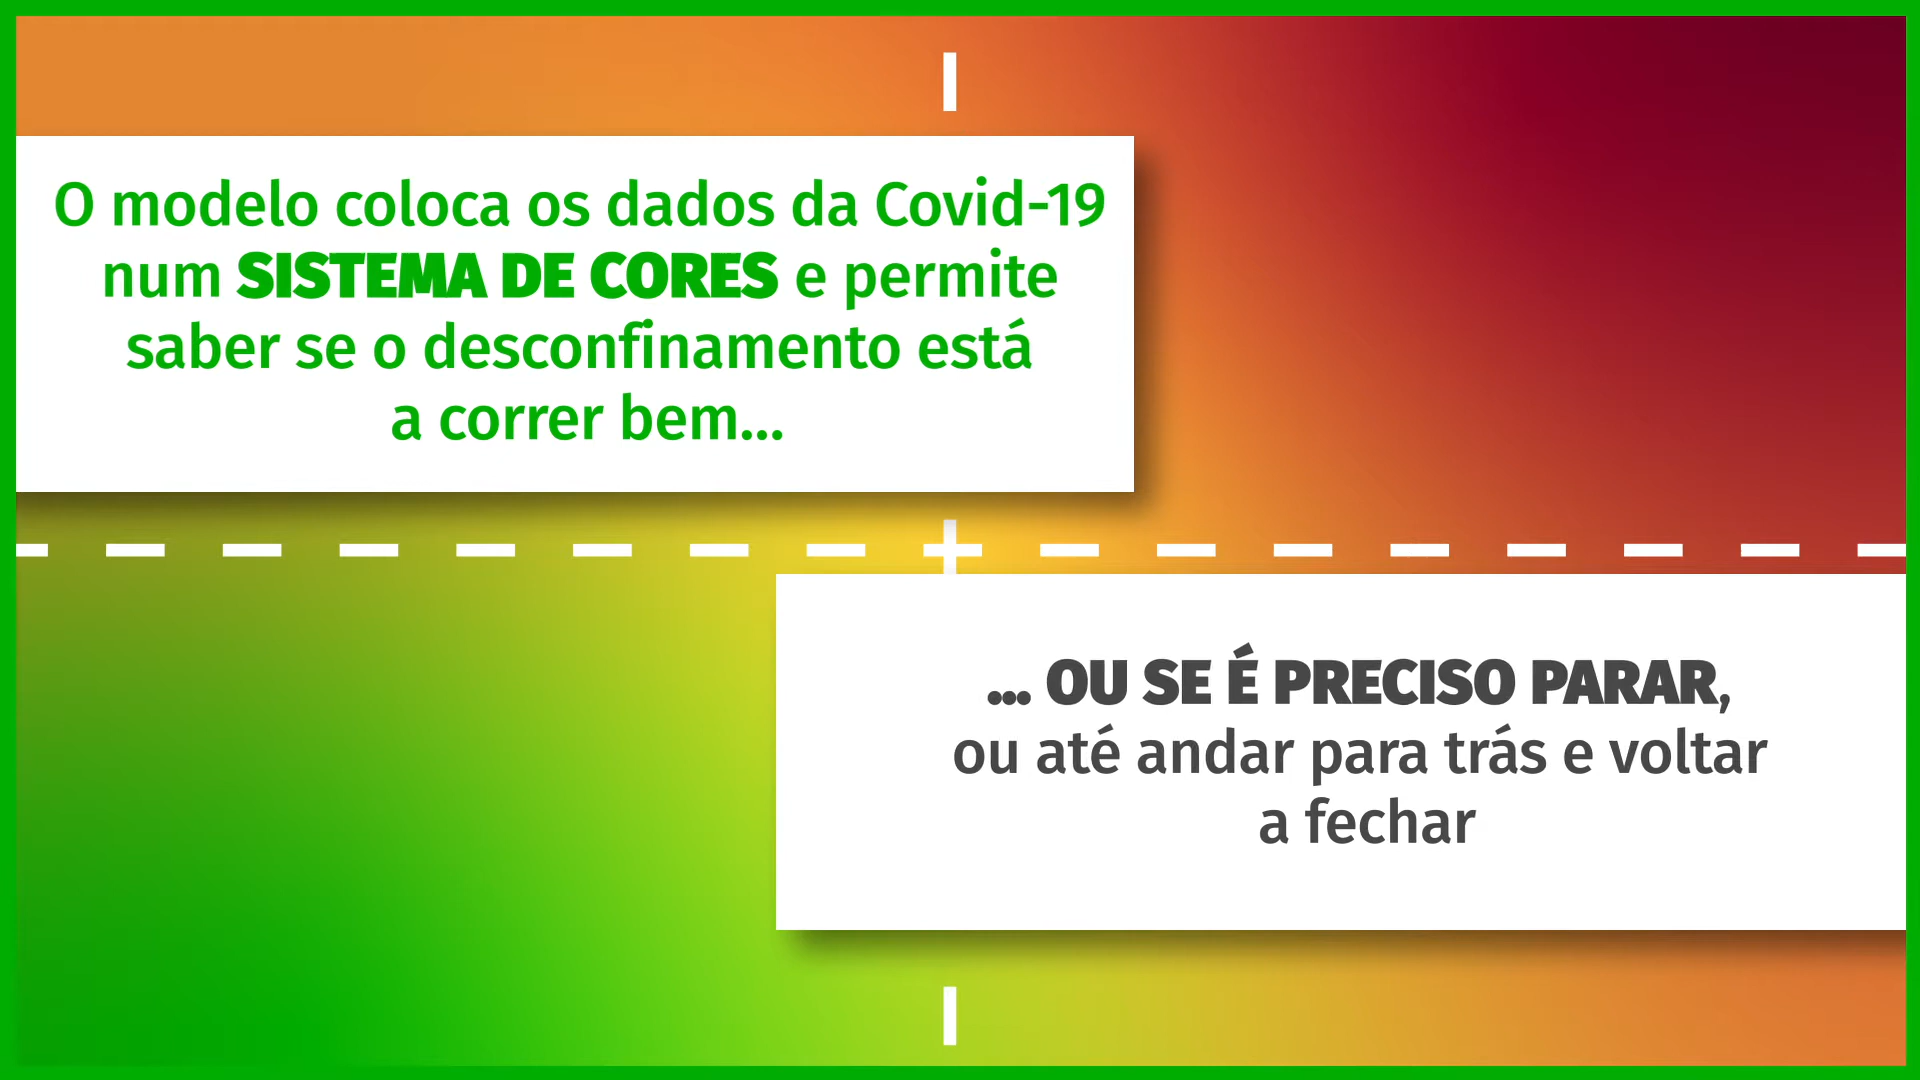 O modelo coloca os dados da Covid-19
num SISTEMA DE CORES e permite
saber se o desconfinamento está
a correr bem...
... OU SE É PRECISO PARAR,
ou até andar para trás e voltar
a fechar